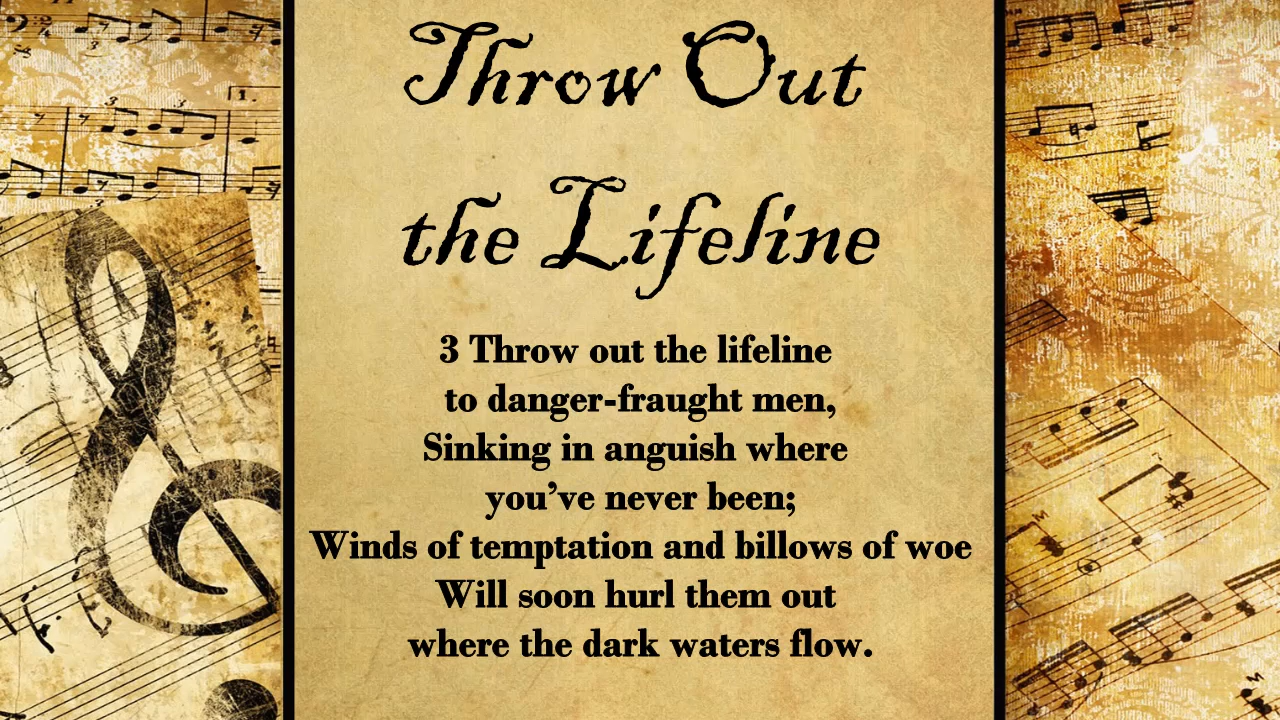 Throw Out
the Lifeline
3 Throw out the lifeline
to danger-fraught men,
Sinking in anguish where
you’ve never been;
Winds of temptation and billows of woe
Will soon hurl them out
where the dark waters flow.